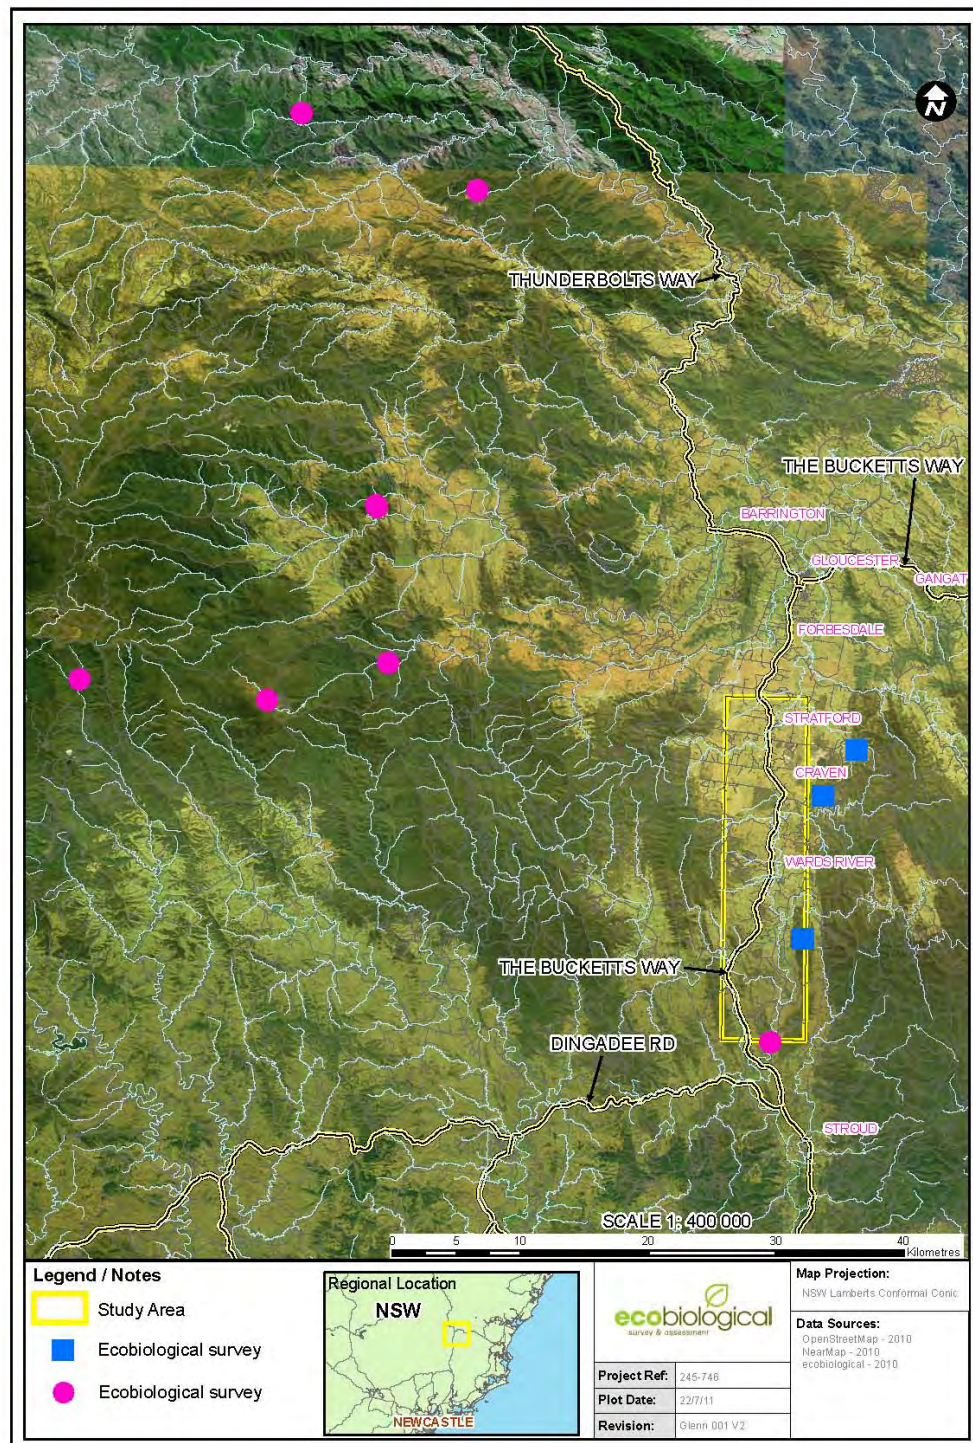 N
THUNDERBOLTS WAY
THE BUCKETTS WAY
BARRINGTON
GLOUCESTER
GANGAT
FORBESDALE
STRATFORD
CRAVEN
WARDS RIVER
THE BUCKETTS WAY
DINGADEE RD
STROUD
SCALE 1: 400 000
0 5 10 20 30 40
Kilometres
Legend / Notes
Study Area
Ecobiological survey
Ecobiological survey
Regional Location
NSW
NEWCASTLE
ecobiological
survey & assessment
Project Ref: 245-746
Plot Date: 22/7/11
Revision: Glenn 001 V2
Map Projection:
NSW Lamberts Conformal Conic
Data Sources:
OpenStreetMap - 2010
NearMap - 2010
ecobiological - 2010